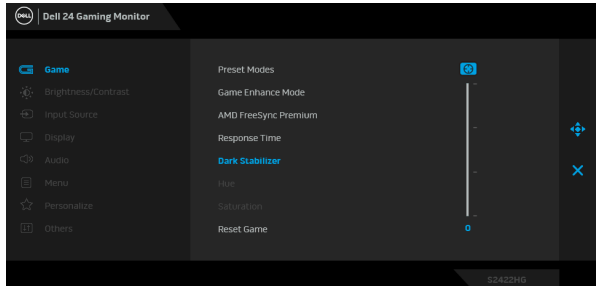 DELL
Dell 24 Gaming Monitor
Game
Brightness/Contrast
Input Source
Display
Audio
Menu
Personalize
Others
Preset Modes
Game Enhance Mode
AMD FreeSync Premium
Response Time
Dark Stabilizer
Hue
Saturation
Reset Game
0
S2422HG